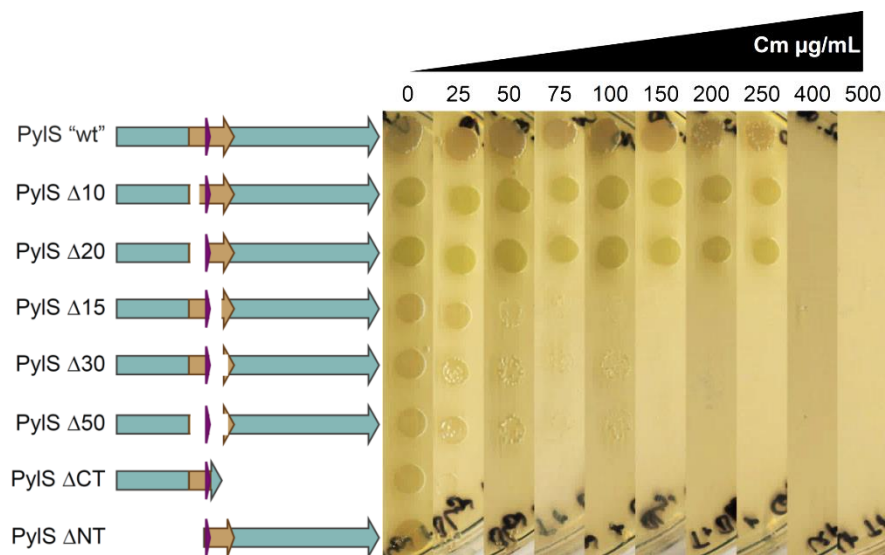 Cm µg/mL
0 25 50 75 100 150 200 250 400 500
PylS “wt”
PylS Δ10
PylS Δ20
PylS Δ15
PylS Δ30
PylS Δ50
PylS ΔCT
PylS ΔNT